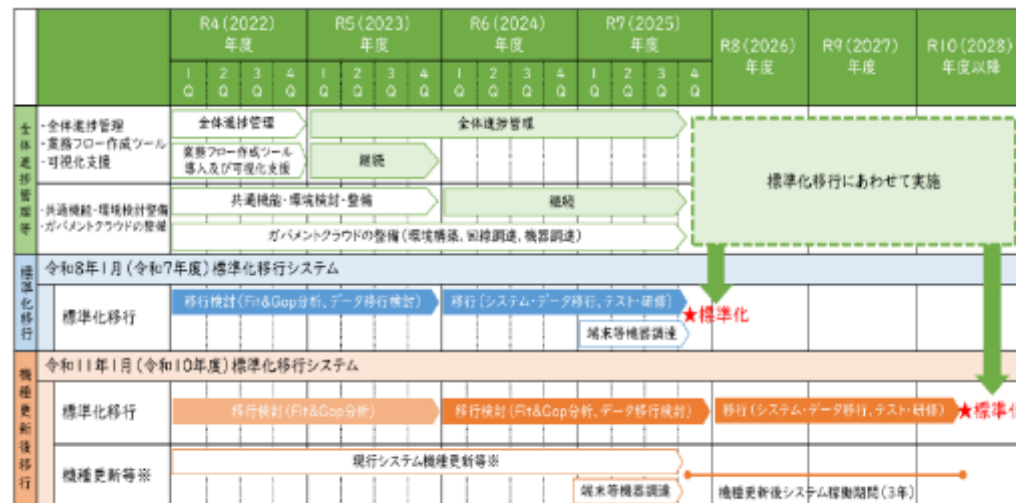 R4(2022)
年度
R5(2023)
年度
R6(2024)
年度
R7(2025)
年度
R8(2026)
年度
R9(2027)
年度
R10(2028)
年度以降
1
Q
2
Q
3
Q
4
Q
1
Q
2
Q
3
Q
4
Q
1
Q
2
Q
3
Q
4
Q
1
Q
2
Q
3
Q
4
Q
全体進捗管理等
・全体進捗管理
・業務フロー作成ツール
・可視化支援
全体進捗管理
全体進捗管理
業務フロー作成ツール
導入及び可視化支援
継続
・共通機能・環境検討整備
・ガバメントクラウドの整備
共通機能・環境検討・整備
継続
ガバメントクラウドの整備(環境構築、回線調達、機器調達)
標準化移行にあわせて実施
標準化移行
令和8年1月(令和7年度)標準化移行システム
標準化移行
移行検討(Fit&Gap分析、データ移行検討)
移行(システム・データ移行、テスト・研修)
★標準化
端末等機器調達
機種更新後移行
令和11年1月(令和10年度)標準化移行システム
標準化移行
移行検討(Fit&Gap分析)
移行検討(Fit&Gap分析、データ移行検討)
移行(システム・データ移行、テスト・研修)
★標準化
機種更新等※
現行システム機種更新等※
端末等機器調達
機種更新後システム稼働期間(3年)